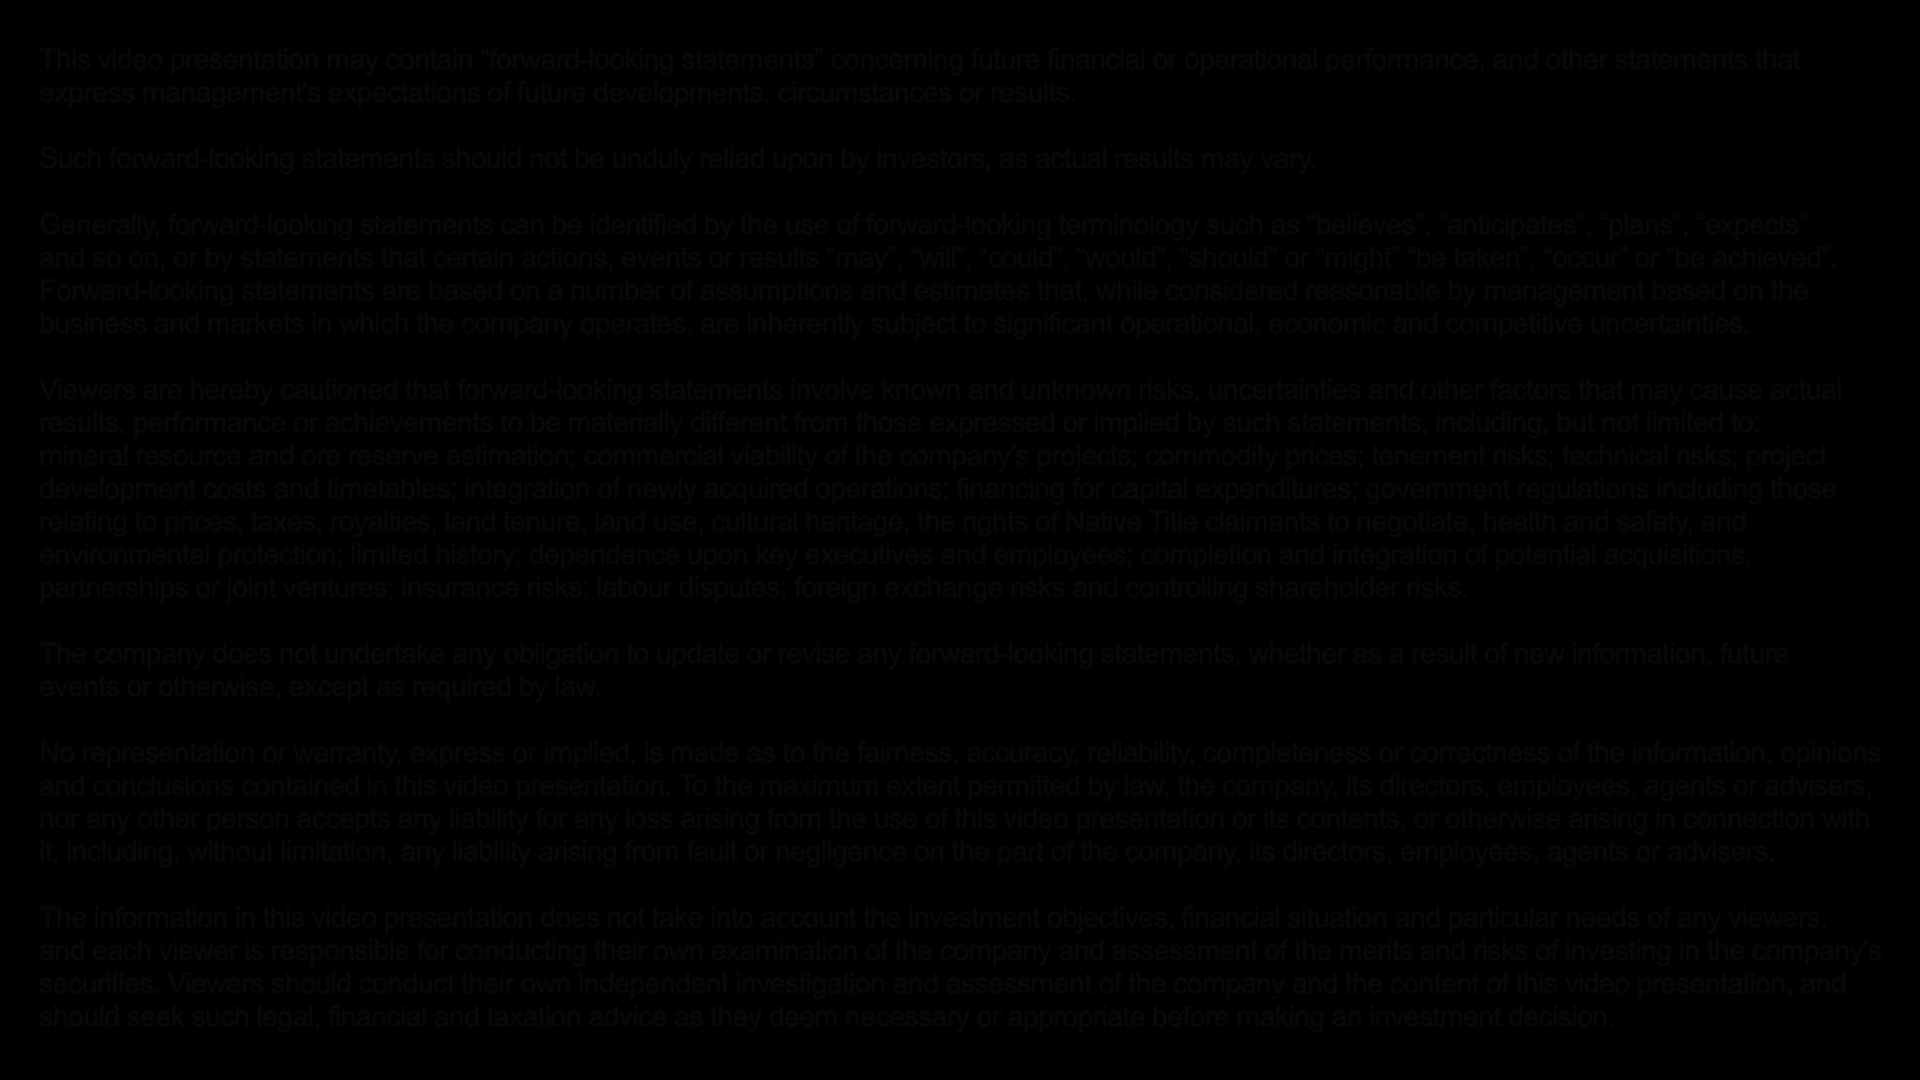 This video presentation may contain “forward-looking statements” concerning future financial or operational performance, and other statements that
express management's expectations of future developments, circumstances or results.
Such forward-looking statements should not be unduly relied upon by investors, as actual results may vary.
Generally, forward-looking statements can be identified by the use of forward-looking terminology such as “believes”, “anticipates”, “plans”, “expects”
and so on, or by statements that certain actions, events or results “may”, “will”, “could”, “would”, “should” or “might” “be taken”, “occur” or “be achieved”.
Forward-looking statements are based on a number of assumptions and estimates that, while considered reasonable by management based on the
business and markets in which the company operates, are inherently subject to significant operational, economic and competitive uncertainties.
Viewers are hereby cautioned that forward-looking statements involve known and unknown risks, uncertainties and other factors that may cause actual
results, performance or achievements to be materially different from those expressed or implied by such statements, including, but not limited to:
mineral resource and ore reserve estimation; commercial viability of the company's projects; commodity prices; tenement risks; technical risks; project
development costs and timetables; integration of newly acquired operations; financing for capital expenditures; government regulations including those
relating to prices, taxes, royalties, land tenure, land use, cultural heritage, the rights of Native Title claimants to negotiate, health and safety, and
environmental protection; limited history; dependence upon key executives and employees; completion and integration of potential acquisitions,
partnerships or joint ventures; insurance risks; labour disputes; foreign exchange risks and controlling shareholder risks.
The company does not undertake any obligation to update or revise any forward-looking statements, whether as a result of new information, future
events or otherwise, except as required by law.
No representation or warranty, express or implied, is made as to the fairness, accuracy, reliability, completeness or correctness of the information, opinions
and conclusions contained in this video presentation. To the maximum extent permitted by law, the company, its directors, employees, agents or advisers,
nor any other person accepts any liability for any loss arising from the use of this video presentation or its contents, or otherwise arising in connection with
it, including, without limitation, any liability arising from fault or negligence on the part of the company, its directors, employees, agents or advisers.
The information in this video presentation does not take into account the investment objectives, financial situation and particular needs of any viewers,
and each viewer is responsible for conducting their own examination of the company and assessment of the merits and risks of investing in the company's
securities. Viewers should conduct their own independent investigation and assessment of the company and the content of this video presentation, and
should seek such legal, financial and taxation advice as they deem necessary or appropriate before making an investment decision.